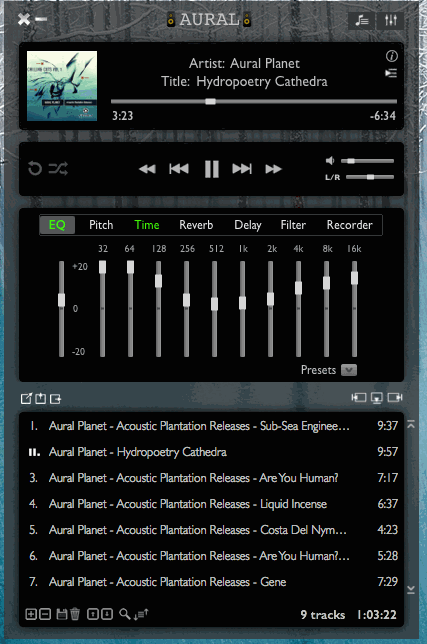 AURAL
CHILLING CATS VOL. 1
Artist: Aural Planet
Title: Hydropoetry Cathedra
3:23 -6:34
L/R
EQ Pitch Time Reverb Delay Filter Recorder
32 64 128 256 512 1k 2k 4k 8k 16k
+20
0
-20
Presets
1. Aural Planet - Acoustic Plantation Releases - Sub-Sea Enginee... 9:37
Aural Planet - Hydropoetry Cathedra 9:57
3. Aural Planet - Acoustic Plantation Releases - Are You Human? 7:17
4. Aural Planet - Acoustic Plantation Releases - Liquid Incense 6:37
5. Aural Planet - Acoustic Plantation Releases - Costa Del Nym... 4:23
6. Aural Planet - Acoustic Plantation Releases - Are You Human?... 5:28
7. Aural Planet - Acoustic Plantation Releases - Gene 7:29
9 tracks 1:03:22